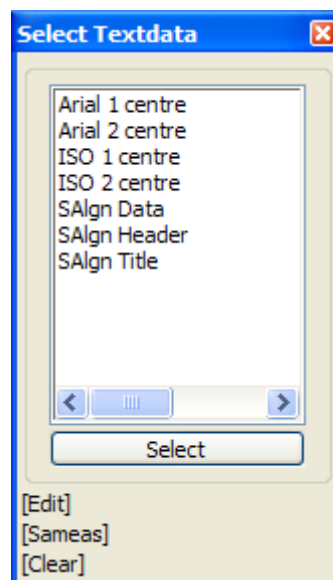 Select Textdata
Arial 1 centre
Arial 2 centre
ISO 1 centre
ISO 2 centre
SAlgn Data
SAlgn Header
SAlgn Title
Select
[Edit]
[Sameas]
[Clear]